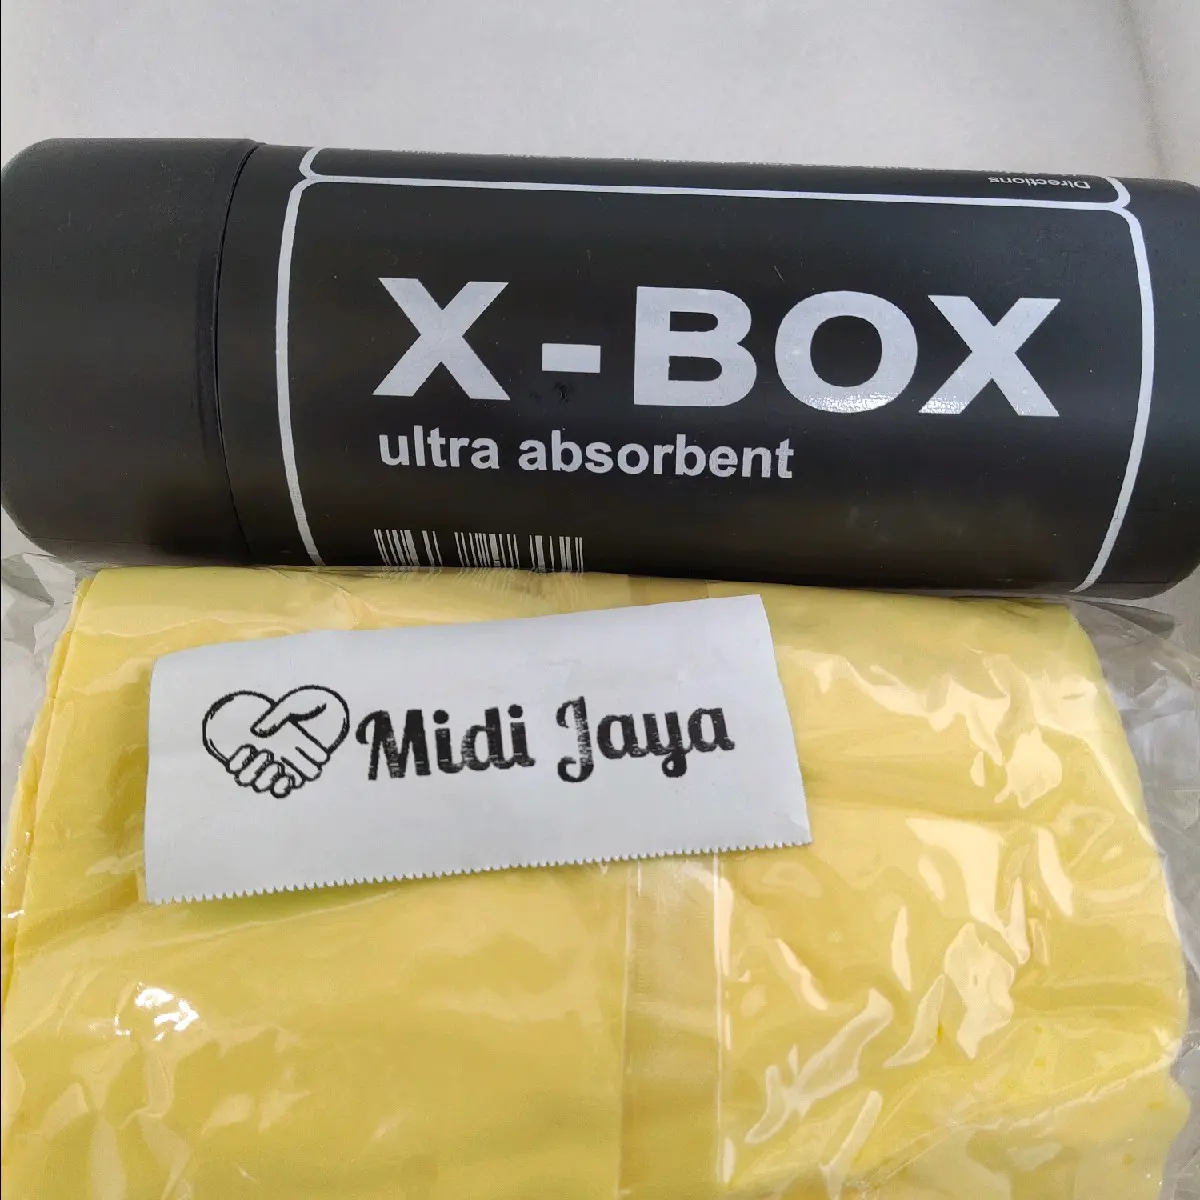 Directions
X-BOX
ultra absorbent
Midi Jaya